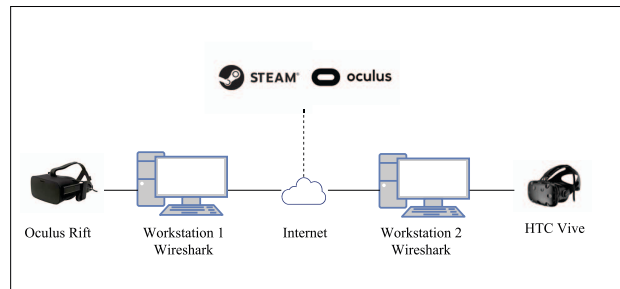 STEAM® oculus
Oculus Rift
Workstation 1
Wireshark
Internet
Workstation 2
Wireshark
HTC Vive